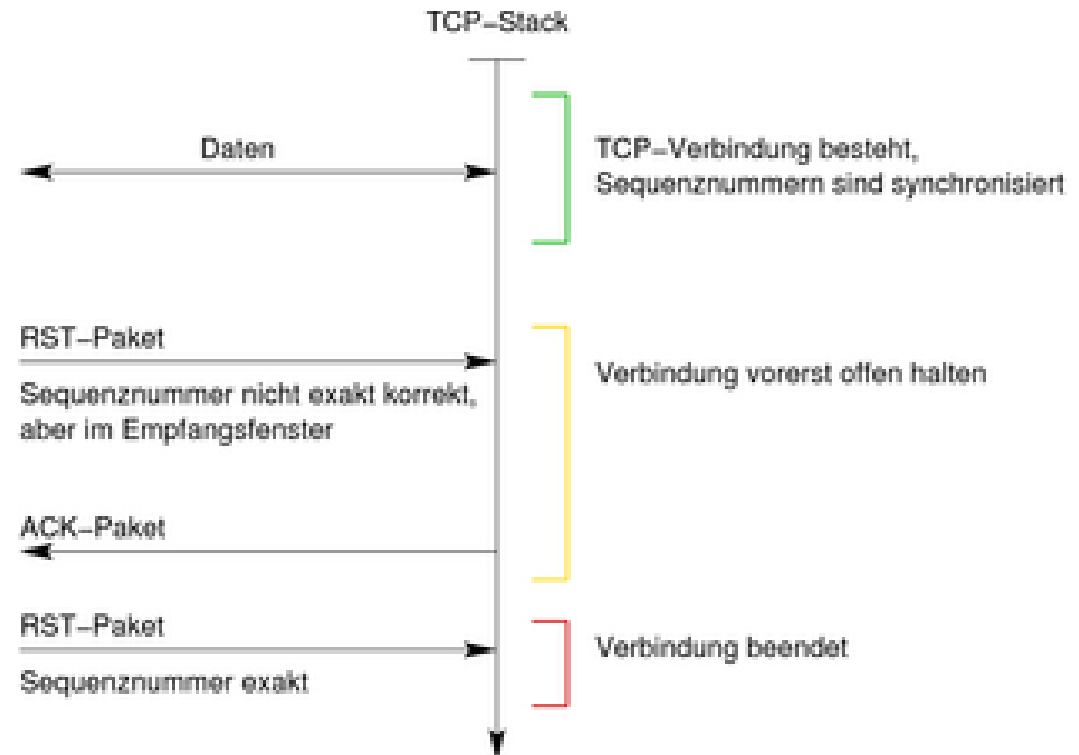 TCP–Stack
Daten
TCP–Verbindung besteht,
Sequenznummern sind synchronisiert
RST–Paket
Sequenznummer nicht exakt korrekt,
aber im Empfangsfenster
Verbindung vorerst offen halten
ACK–Paket
RST–Paket
Sequenznummer exakt
Verbindung beendet